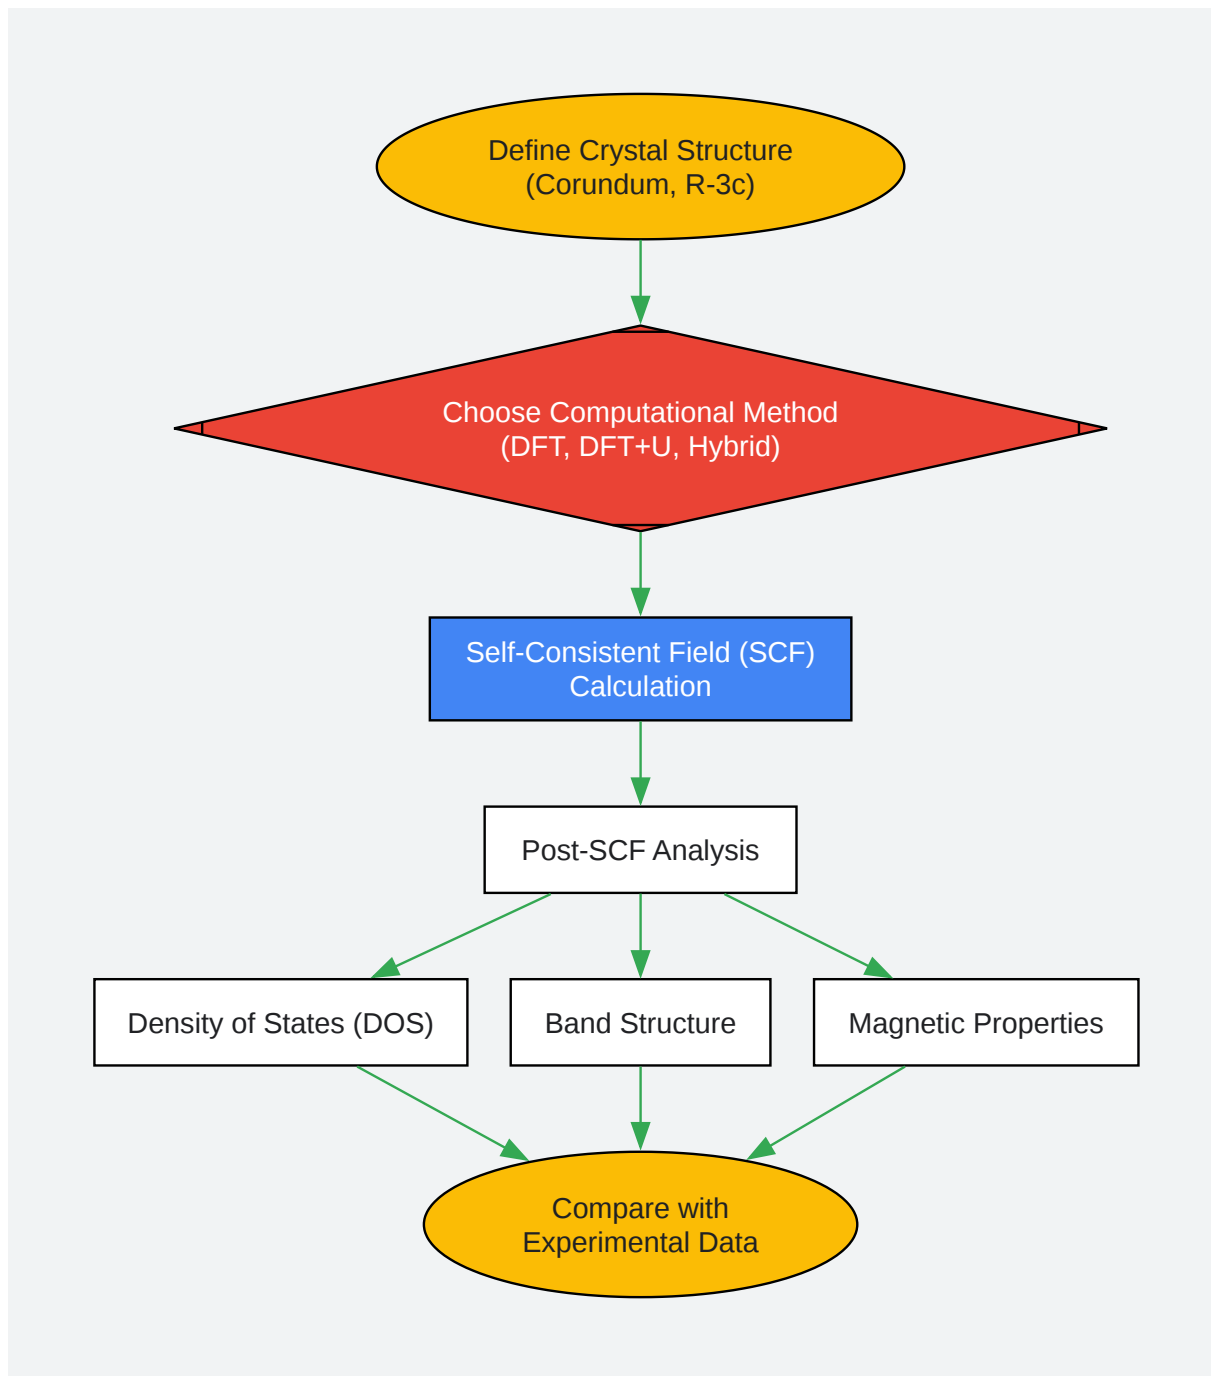 Define Crystal Structure
(Corundum, R-3c)
Choose Computational Method
(DFT, DFT+U, Hybrid)
Self-Consistent Field (SCF)
Calculation
Post-SCF Analysis
Density of States (DOS)
Band Structure
Magnetic Properties
Compare with
Experimental Data